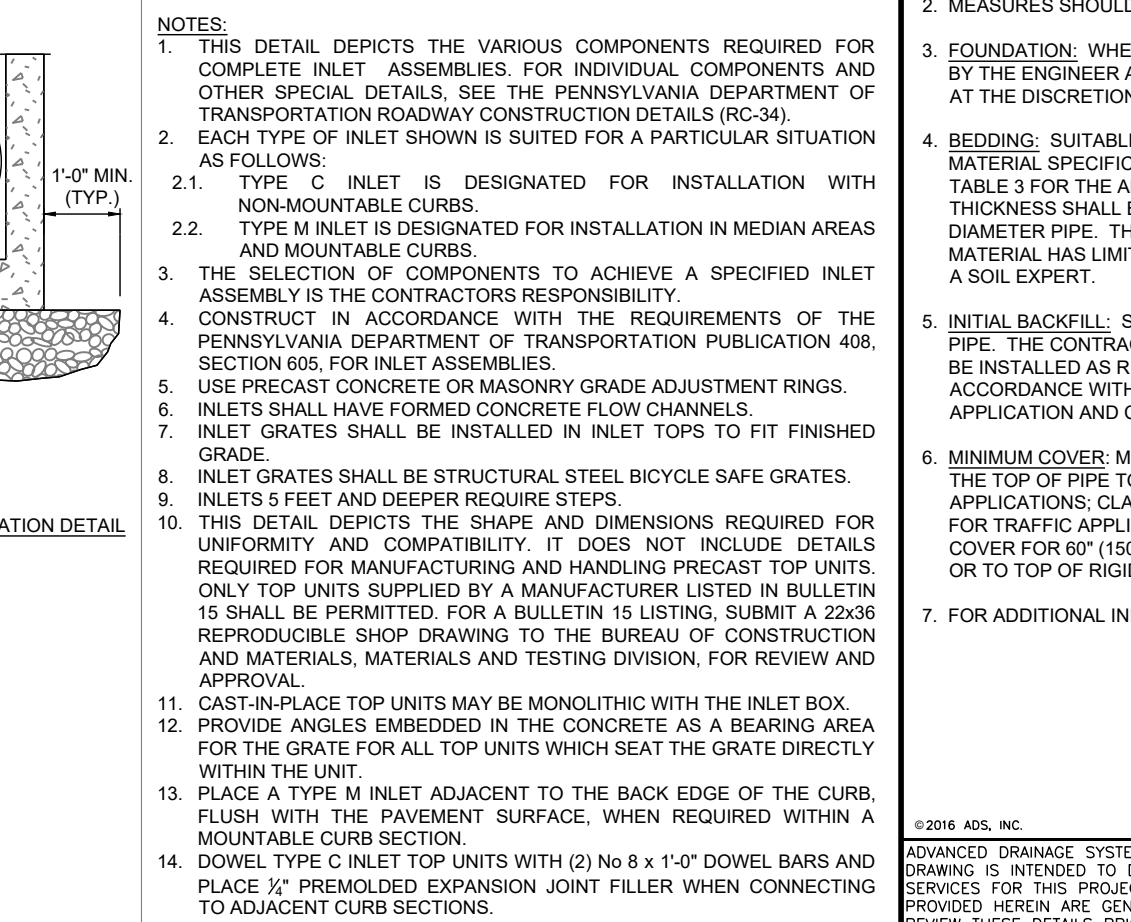 1'-0" MIN.
(TYP.)
ATION DETAIL
NOTES:
1. THIS DETAIL DEPICTS THE VARIOUS COMPONENTS REQUIRED FOR
COMPLETE INLET ASSEMBLIES. FOR INDIVIDUAL COMPONENTS AND
OTHER SPECIAL DETAILS, SEE THE PENNSYLVANIA DEPARTMENT OF
TRANSPORTATION ROADWAY CONSTRUCTION DETAILS (RC-34).
2. EACH TYPE OF INLET SHOWN IS SUITED FOR A PARTICULAR SITUATION
AS FOLLOWS:
2.1. TYPE C INLET IS DESIGNATED FOR INSTALLATION WITH
NON-MOUNTABLE CURBS.
2.2. TYPE M INLET IS DESIGNATED FOR INSTALLATION IN MEDIAN AREAS
AND MOUNTABLE CURBS.
3. THE SELECTION OF COMPONENTS TO ACHIEVE A SPECIFIED INLET
ASSEMBLY IS THE CONTRACTORS RESPONSIBILITY.
4. CONSTRUCT IN ACCORDANCE WITH THE REQUIREMENTS OF THE
PENNSYLVANIA DEPARTMENT OF TRANSPORTATION PUBLICATION 408,
SECTION 605, FOR INLET ASSEMBLIES.
5. USE PRECAST CONCRETE OR MASONRY GRADE ADJUSTMENT RINGS.
6. INLETS SHALL HAVE FORMED CONCRETE FLOW CHANNELS.
7. INLET GRATES SHALL BE INSTALLED IN INLET TOPS TO FIT FINISHED
GRADE.
8. INLET GRATES SHALL BE STRUCTURAL STEEL BICYCLE SAFE GRATES.
9. INLETS 5 FEET AND DEEPER REQUIRE STEPS.
10. THIS DETAIL DEPICTS THE SHAPE AND DIMENSIONS REQUIRED FOR
UNIFORMITY AND COMPATIBILITY. IT DOES NOT INCLUDE DETAILS
REQUIRED FOR MANUFACTURING AND HANDLING PRECAST TOP UNITS.
ONLY TOP UNITS SUPPLIED BY A MANUFACTURER LISTED IN BULLETIN
15 SHALL BE PERMITTED. FOR A BULLETIN 15 LISTING, SUBMIT A 22x36
REPRODUCIBLE SHOP DRAWING TO THE BUREAU OF CONSTRUCTION
AND MATERIALS, MATERIALS AND TESTING DIVISION, FOR REVIEW AND
APPROVAL.
11. CAST-IN-PLACE TOP UNITS MAY BE MONOLITHIC WITH THE INLET BOX.
12. PROVIDE ANGLES EMBEDDED IN THE CONCRETE AS A BEARING AREA
FOR THE GRATE FOR ALL TOP UNITS WHICH SEAT THE GRATE DIRECTLY
WITHIN THE UNIT.
13. PLACE A TYPE M INLET ADJACENT TO THE BACK EDGE OF THE CURB,
FLUSH WITH THE PAVEMENT SURFACE, WHEN REQUIRED WITHIN A
MOUNTABLE CURB SECTION.
14. DOWEL TYPE C INLET TOP UNITS WITH (2) No 8 x 1'-0" DOWEL BARS AND
PLACE ¼" PREMOLDED EXPANSION JOINT FILLER WHEN CONNECTING
TO ADJACENT CURB SECTIONS.
2. MEASURES SHOULD
3. FOUNDATION: WHE
BY THE ENGINEER A
AT THE DISCRETION
4. BEDDING: SUITABL
MATERIAL SPECIFIC
TABLE 3 FOR THE A
THICKNESS SHALL
DIAMETER PIPE. TH
MATERIAL HAS LIMIT
A SOIL EXPERT.
5. INITIAL BACKFILL: S
PIPE. THE CONTRAC
BE INSTALLED AS R
ACCORDANCE WITH
APPLICATION AND
6. MINIMUM COVER: M
THE TOP OF PIPE TO
APPLICATIONS; CLA
FOR TRAFFIC APPLI
COVER FOR 60" (150
OR TO TOP OF RIGID
7. FOR ADDITIONAL IN
©2016 ADS, INC.
ADVANCED DRAINAGE SYSTE
DRAWING IS INTENDED TO
SERVICES FOR THIS PROJEC
PROVIDED HEREIN ARE GEN
REVIEW THESE DETAILS PRI